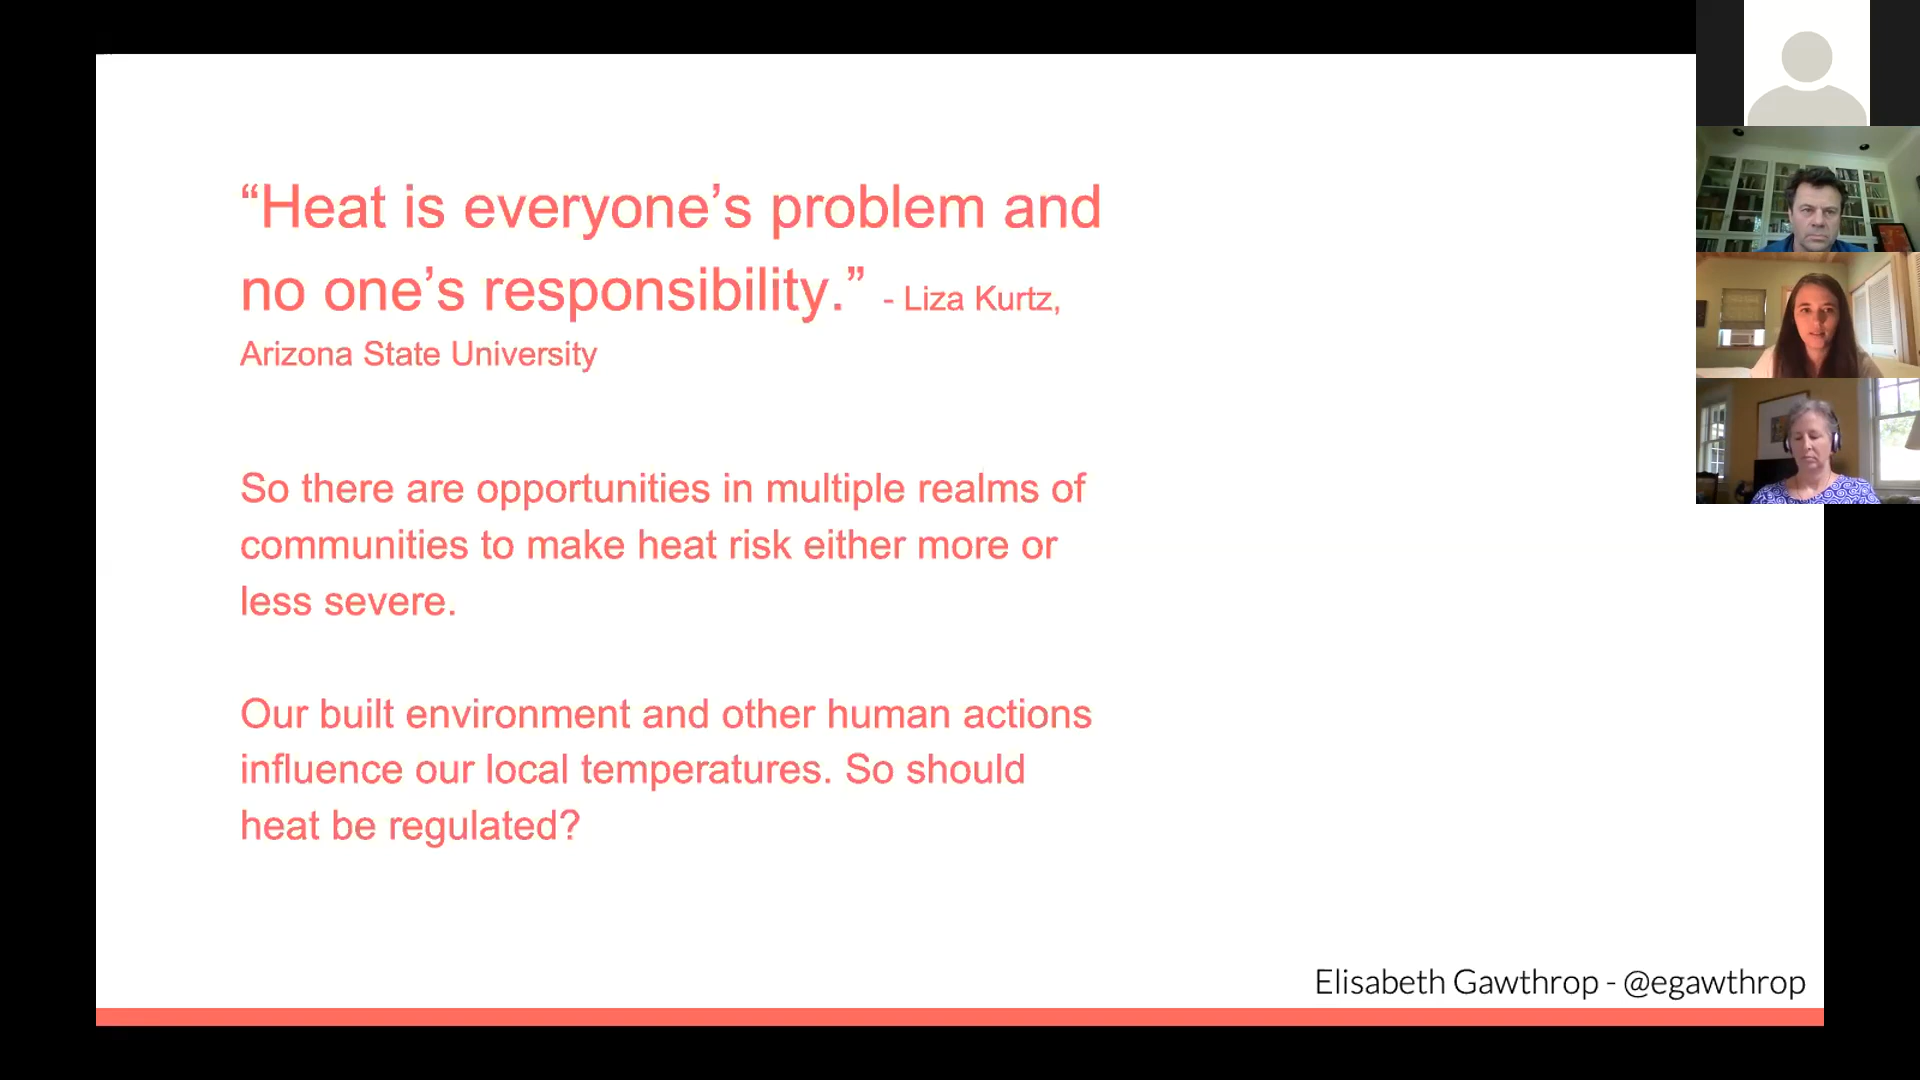 “Heat is everyone’s problem and
no one’s responsibility.” - Liza Kurtz,
Arizona State University
So there are opportunities in multiple realms of
communities to make heat risk either more or
less severe.
Our built environment and other human actions
influence our local temperatures. So should
heat be regulated?
Elisabeth Gawthrop - @egawthrop